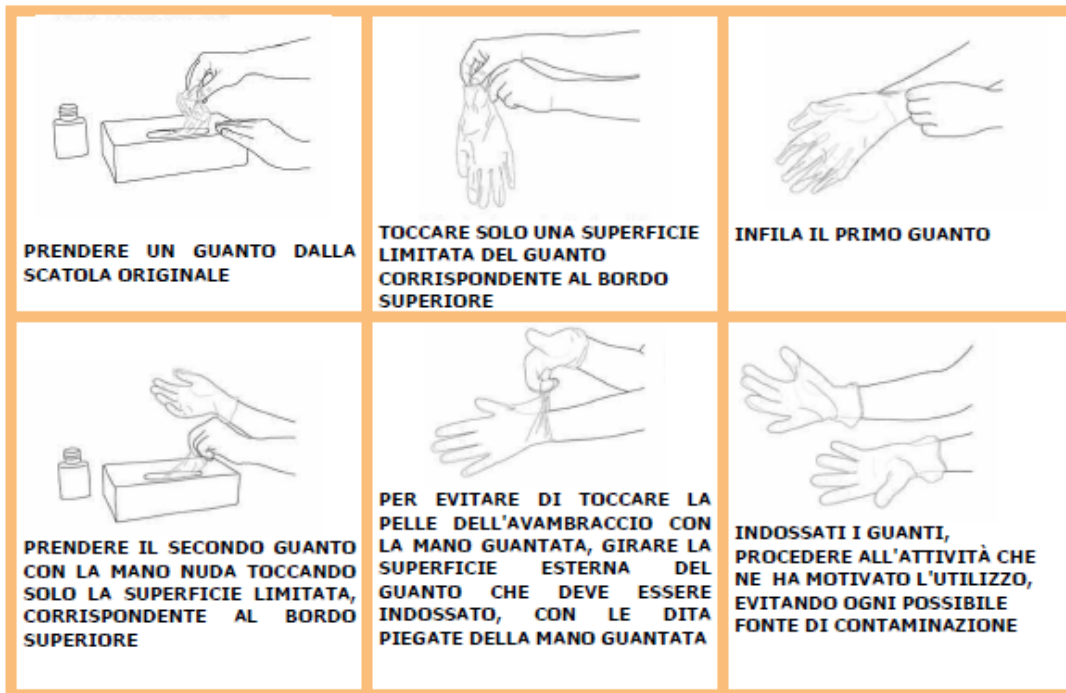 PRENDERE UN GUANTO DALLA
SCATOLA ORIGINALE
TOCCARE SOLO UNA SUPERFICIE
LIMITATA DEL GUANTO
CORRISPONDENTE AL BORDO
SUPERIORE
INFILA IL PRIMO GUANTO
PRENDERE IL SECONDO GUANTO
CON LA MANO NUDA TOCCANDO
SOLO LA SUPERFICIE LIMITATA,
CORRISPONDENTE AL BORDO
SUPERIORE
PER EVITARE DI TOCCARE LA
PELLE DELL'AVAMBRACCIO CON
LA MANO GUANTATA, GIRARE LA
SUPERFICIE ESTERNA DEL
GUANTO CHE DEVE ESSERE
INDOSSATO, CON LE DITA
PIEGATE DELLA MANO GUANTATA
INDOSSATI I GUANTI,
PROCEDERE ALL'ATTIVITÀ CHE
NE HA MOTIVATO L'UTILIZZO,
EVITANDO OGNI POSSIBILE
FONTE DI CONTAMINAZIONE